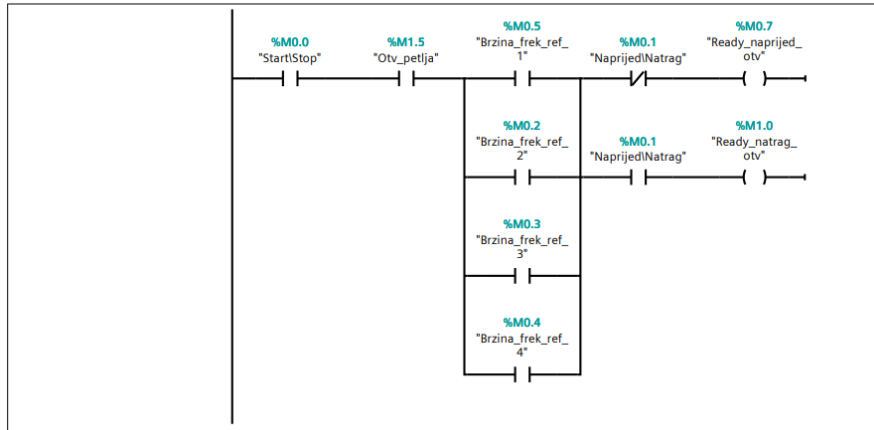 %M0.0
"Start\Stop"
%M1.5
"Otv_petlja"
%M0.5
"Brzina_frek_ref_
1"
%M0.1
"Naprijed\Natrag"
%M0.7
"Ready_naprijed_
otv"
%M0.2
"Brzina_frek_ref_
2"
%M0.1
"Naprijed\Natrag"
%M1.0
"Ready_natrag_
otv"
%M0.3
"Brzina_frek_ref_
3"
%M0.4
"Brzina_frek_ref_
4"